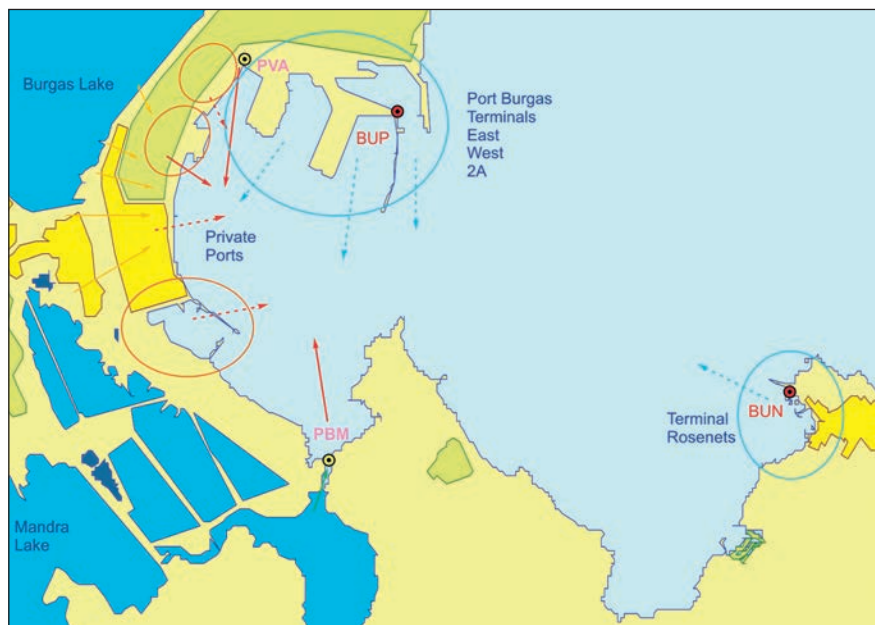 Burgas Lake
PVA
BUP
Port Burgas
Terminals
East
West
2A
Private
Ports
PBM
Terminal
Rosenets
BUN
Mandra
Lake